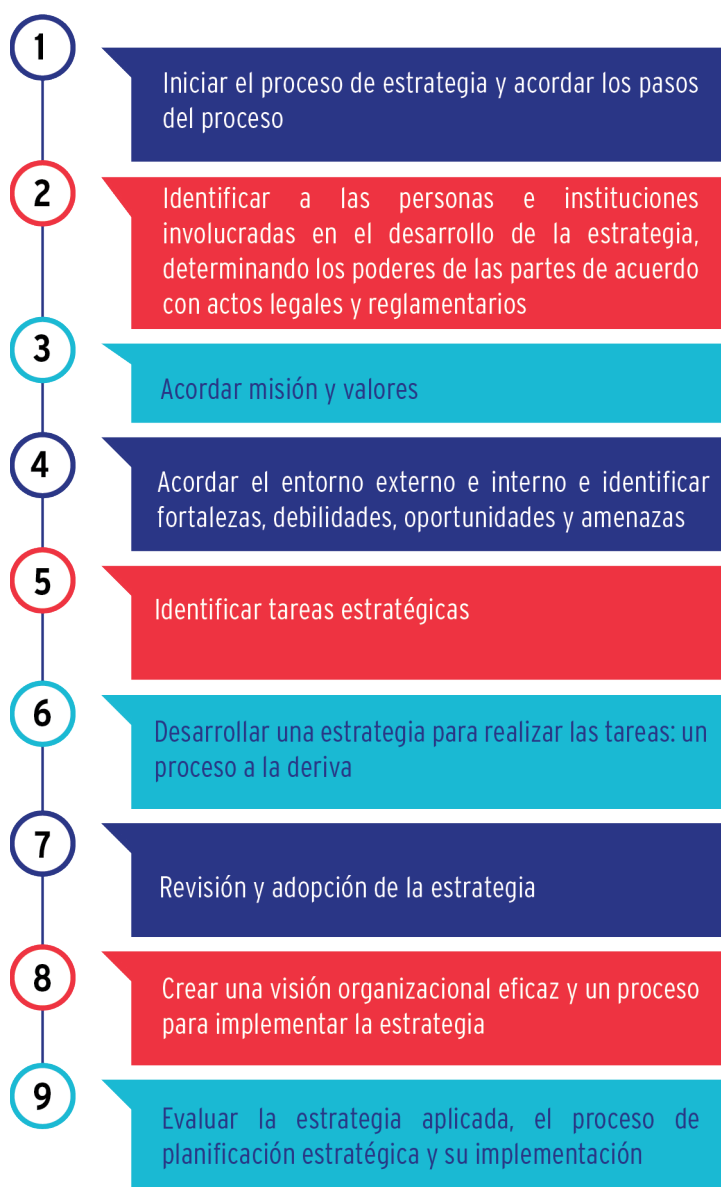 1
Iniciar el proceso de estrategia y acordar los pasos
del proceso
2
Identificar a las personas e instituciones
involucradas en el desarrollo de la estrategia,
determinando los poderes de las partes de acuerdo
con actos legales y reglamentarios
3
Acordar misión y valores
4
Acordar el entorno externo e interno e identificar
fortalezas, debilidades, oportunidades y amenazas
5
Identificar tareas estratégicas
6
Desarrollar una estrategia para realizar las tareas: un
proceso a la deriva
7
Revisión y adopción de la estrategia
8
Crear una visión organizacional eficaz y un proceso
para implementar la estrategia
9
Evaluar la estrategia aplicada, el proceso de
planificación estratégica y su implementación